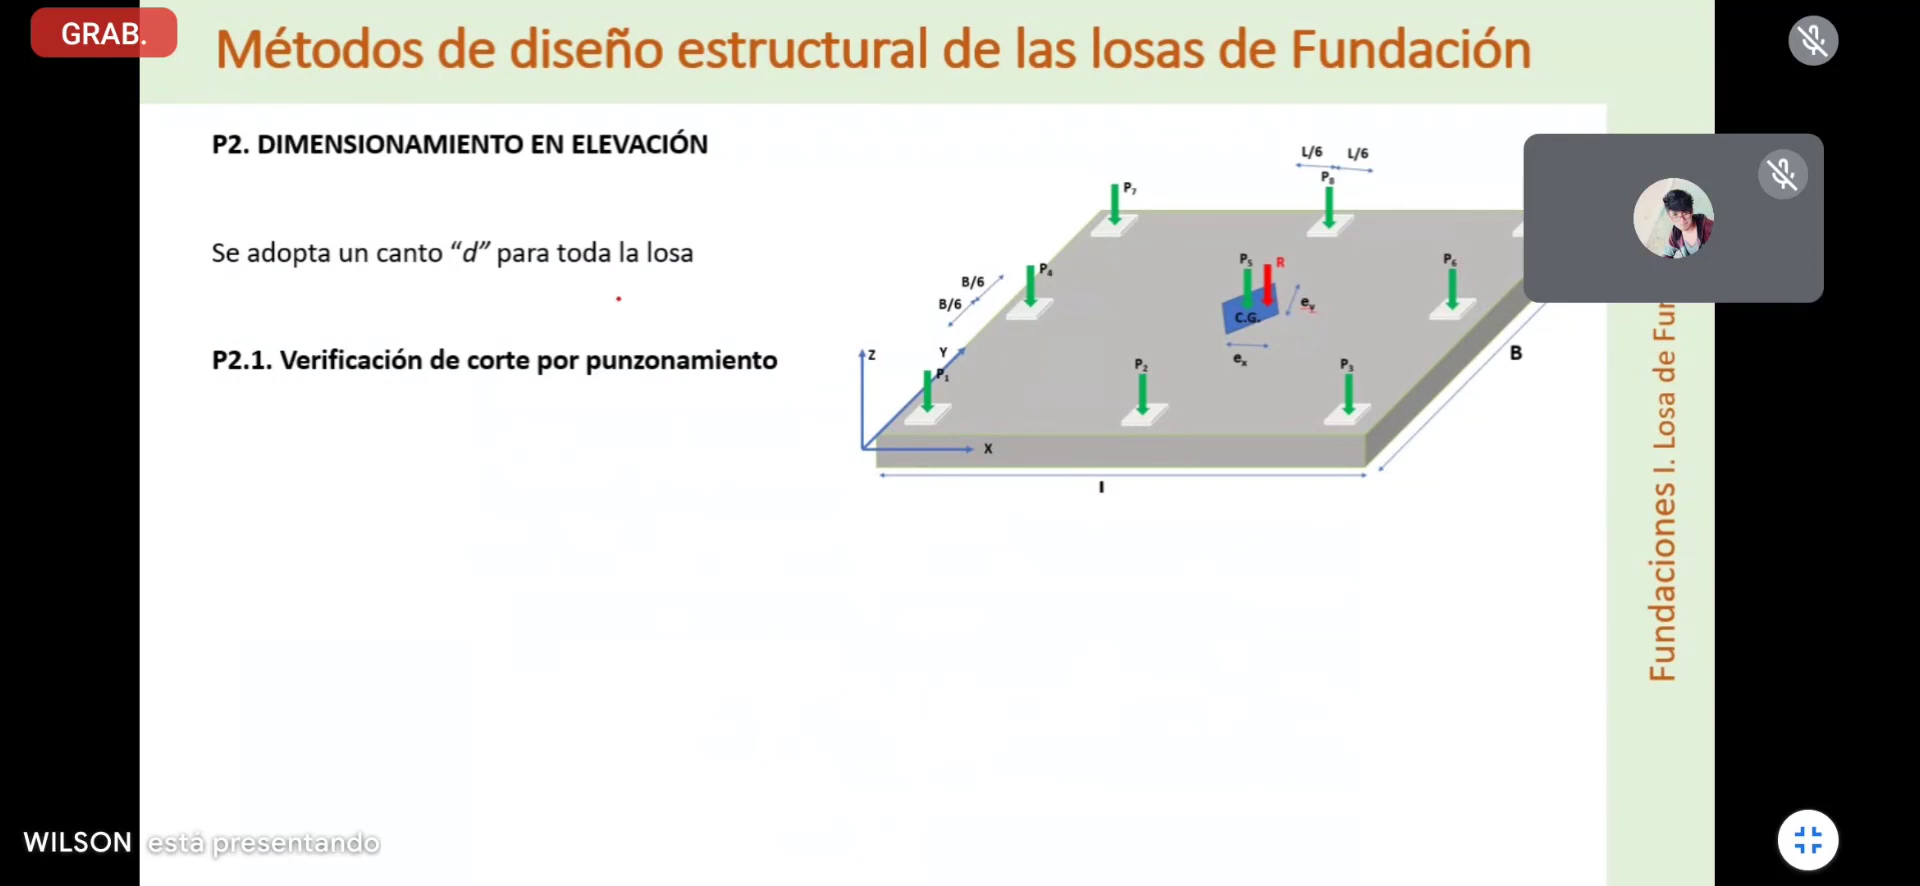 GRAB.
Métodos de diseño estructural de las losas de Fundación
P2. DIMENSIONAMIENTO EN ELEVACIÓN
Se adopta un canto “d” para toda la losa
P2.1. Verificación de corte por punzonamiento
L/6 L/6
P₈
P₇
P₅ R
P₆
P₄
B/6
B/6
C.G.
eᵧ
eₓ
Z
Y
P₁
P₂
P₃
B
X
Fundaciones I. Losa de
WILSON está presentando